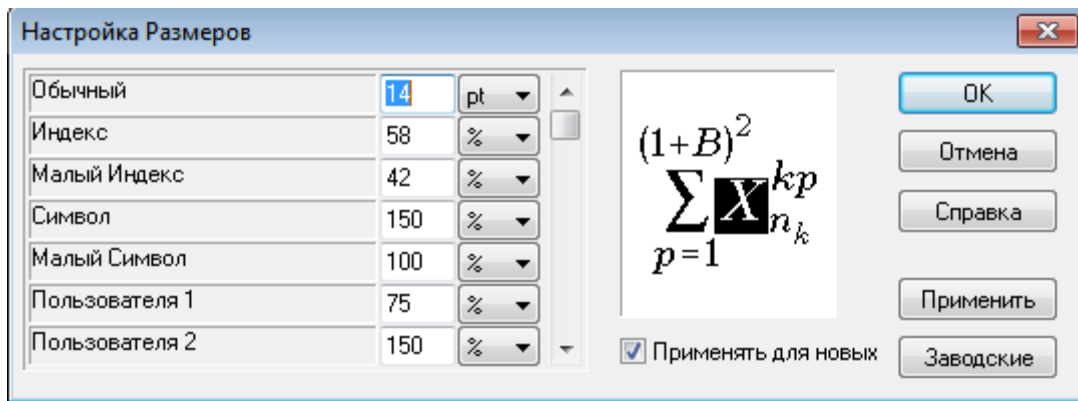 Настройка Размеров
Обычный 14 pt
Индекс 58 %
Малый Индекс 42 %
Символ 150 %
Малый Символ 100 %
Пользователя 1 75 %
Пользователя 2 150 %
(1+B)²
∑ X kp
n k
p=1
Применять для новых
OK
Отмена
Справка
Применить
Заводские